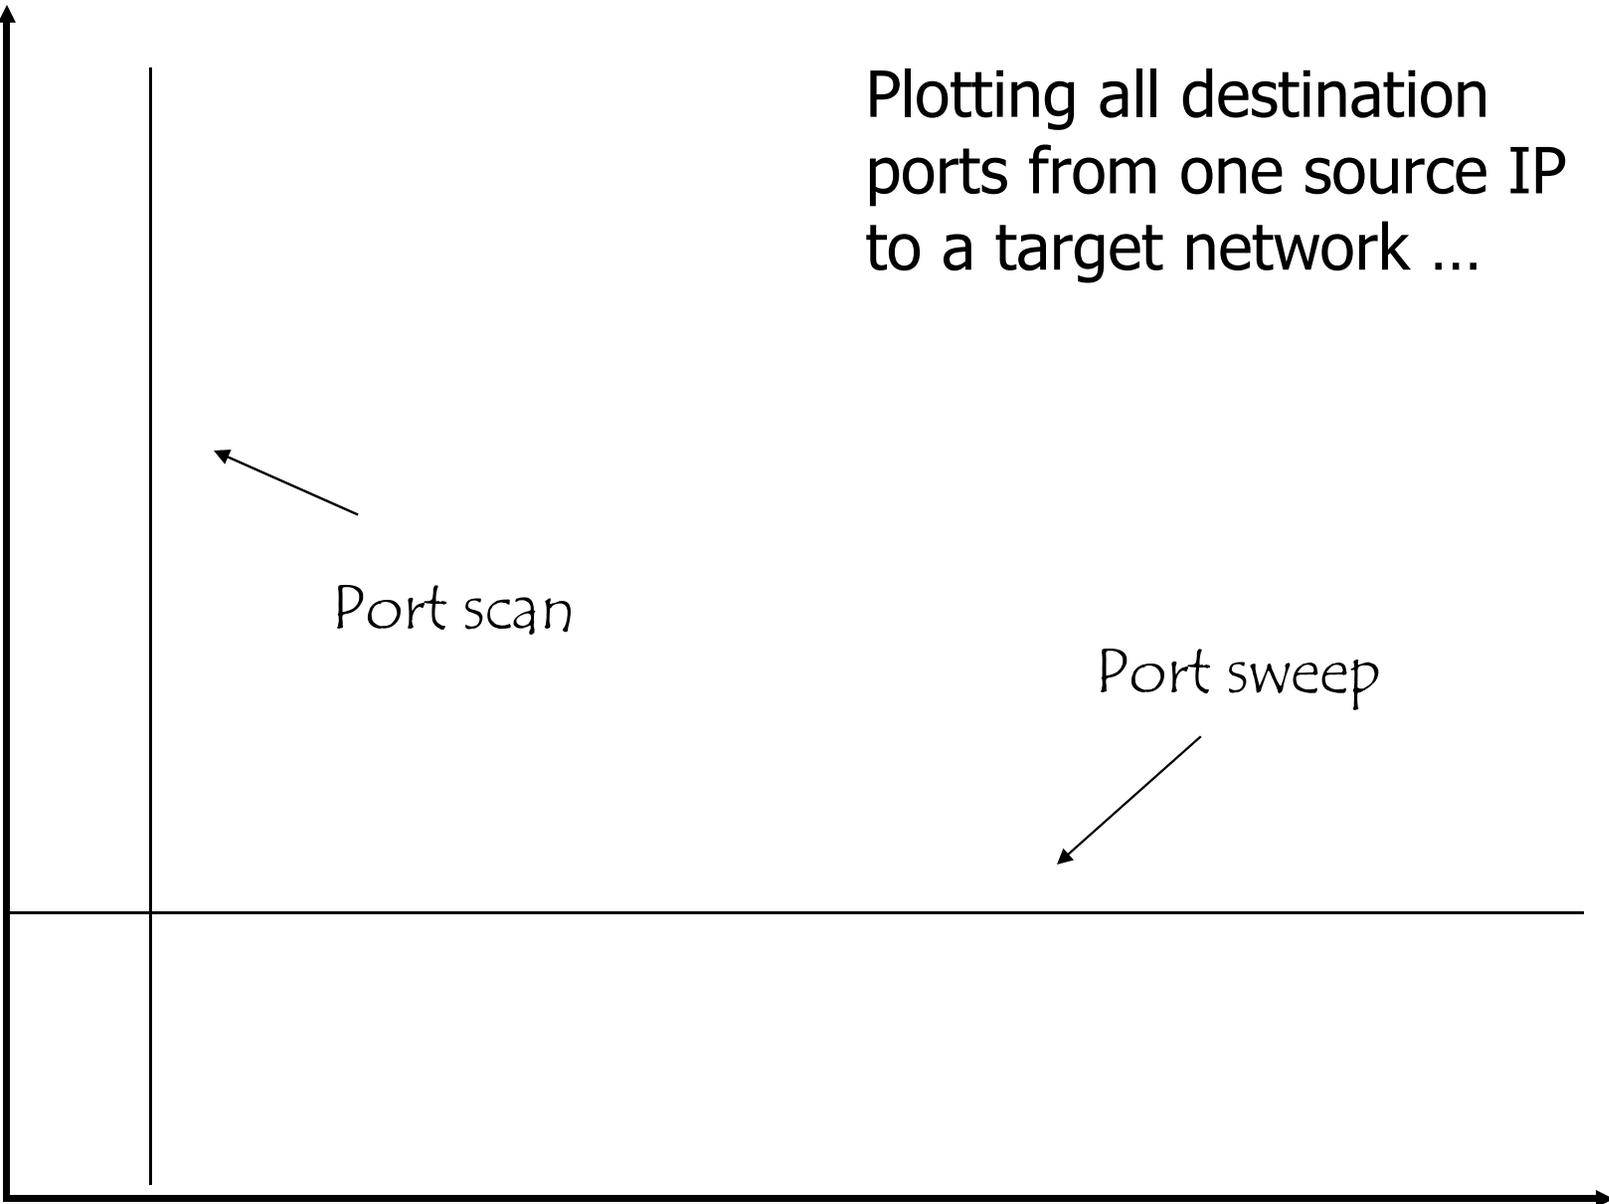 Plotting all destination
ports from one source IP
to a target network …
Port scan
Port sweep